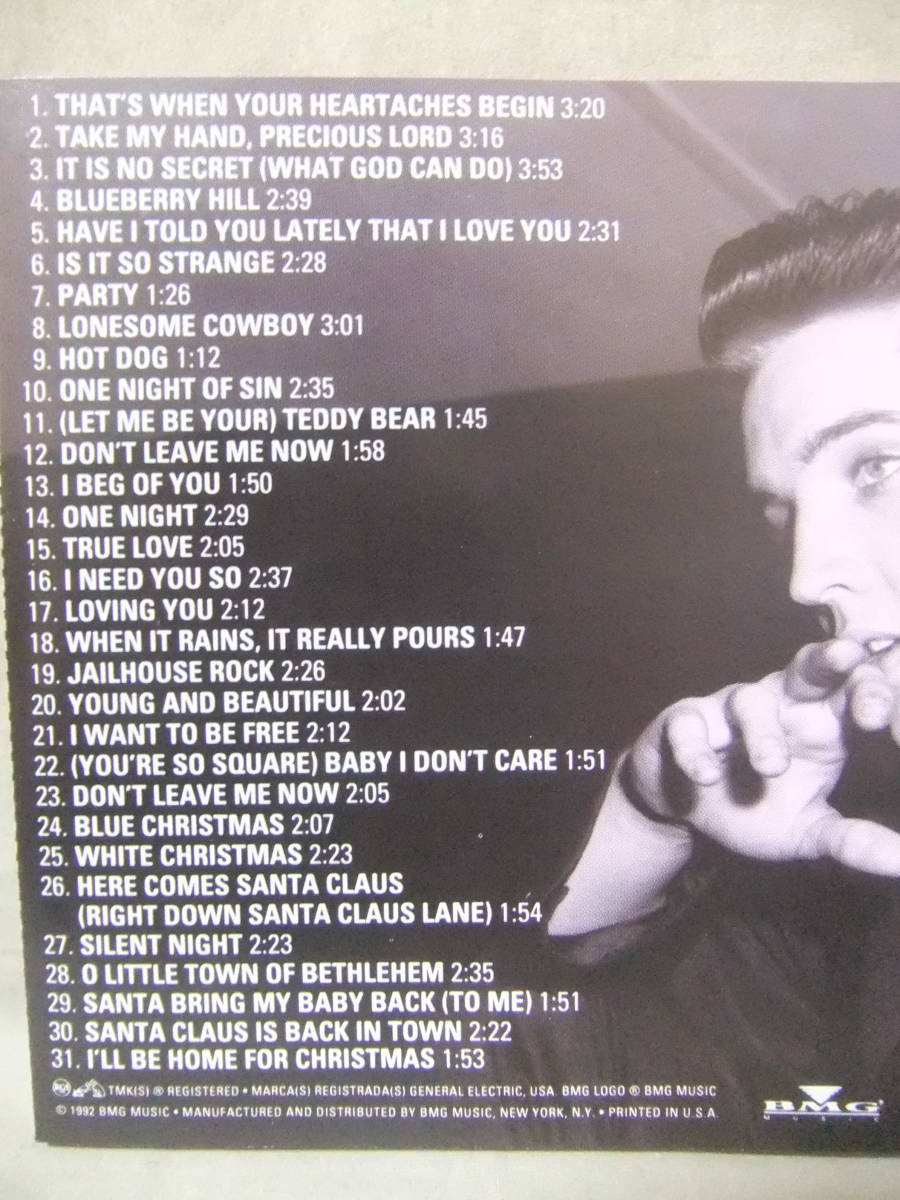 1. THAT'S WHEN YOUR HEARTACHES BEGIN 3:20
2. TAKE MY HAND, PRECIOUS LORD 3:16
3. IT IS NO SECRET (WHAT GOD CAN DO) 3:53
4. BLUEBERRY HILL 2:39
5. HAVE I TOLD YOU LATELY THAT I LOVE YOU 2:31
6. IS IT SO STRANGE 2:28
7. PARTY 1:26
8. LONESOME COWBOY 3:01
9. HOT DOG 1:12
10. ONE NIGHT OF SIN 2:35
11. (LET ME BE YOUR) TEDDY BEAR 1:45
12. DON'T LEAVE ME NOW 1:58
13. I BEG OF YOU 1:50
14. ONE NIGHT 2:29
15. TRUE LOVE 2:05
16. I NEED YOU SO 2:37
17. LOVING YOU 2:12
18. WHEN IT RAINS, IT REALLY POURS 1:47
19. JAILHOUSE ROCK 2:26
20. YOUNG AND BEAUTIFUL 2:02
21. I WANT TO BE FREE 2:12
22. (YOU'RE SO SQUARE) BABY I DON'T CARE 1:51
23. DON'T LEAVE ME NOW 2:05
24. BLUE CHRISTMAS 2:07
25. WHITE CHRISTMAS 2:23
26. HERE COMES SANTA CLAUS
(RIGHT DOWN SANTA CLAUS LANE) 1:54
27. SILENT NIGHT 2:23
28. O LITTLE TOWN OF BETHLEHEM 2:35
29. SANTA BRING MY BABY BACK (TO ME) 1:51
30. SANTA CLAUS IS BACK IN TOWN 2:22
31. I'LL BE HOME FOR CHRISTMAS 1:53
RCA TMK(S) ® REGISTERED • MARCA(S) REGISTRADA(S) GENERAL ELECTRIC, USA. BMG LOGO ® BMG MUSIC
© 1992 BMG MUSIC • MANUFACTURED AND DISTRIBUTED BY BMG MUSIC, NEW YORK, N.Y. • PRINTED IN U.S.A.
BMG
MUSIC